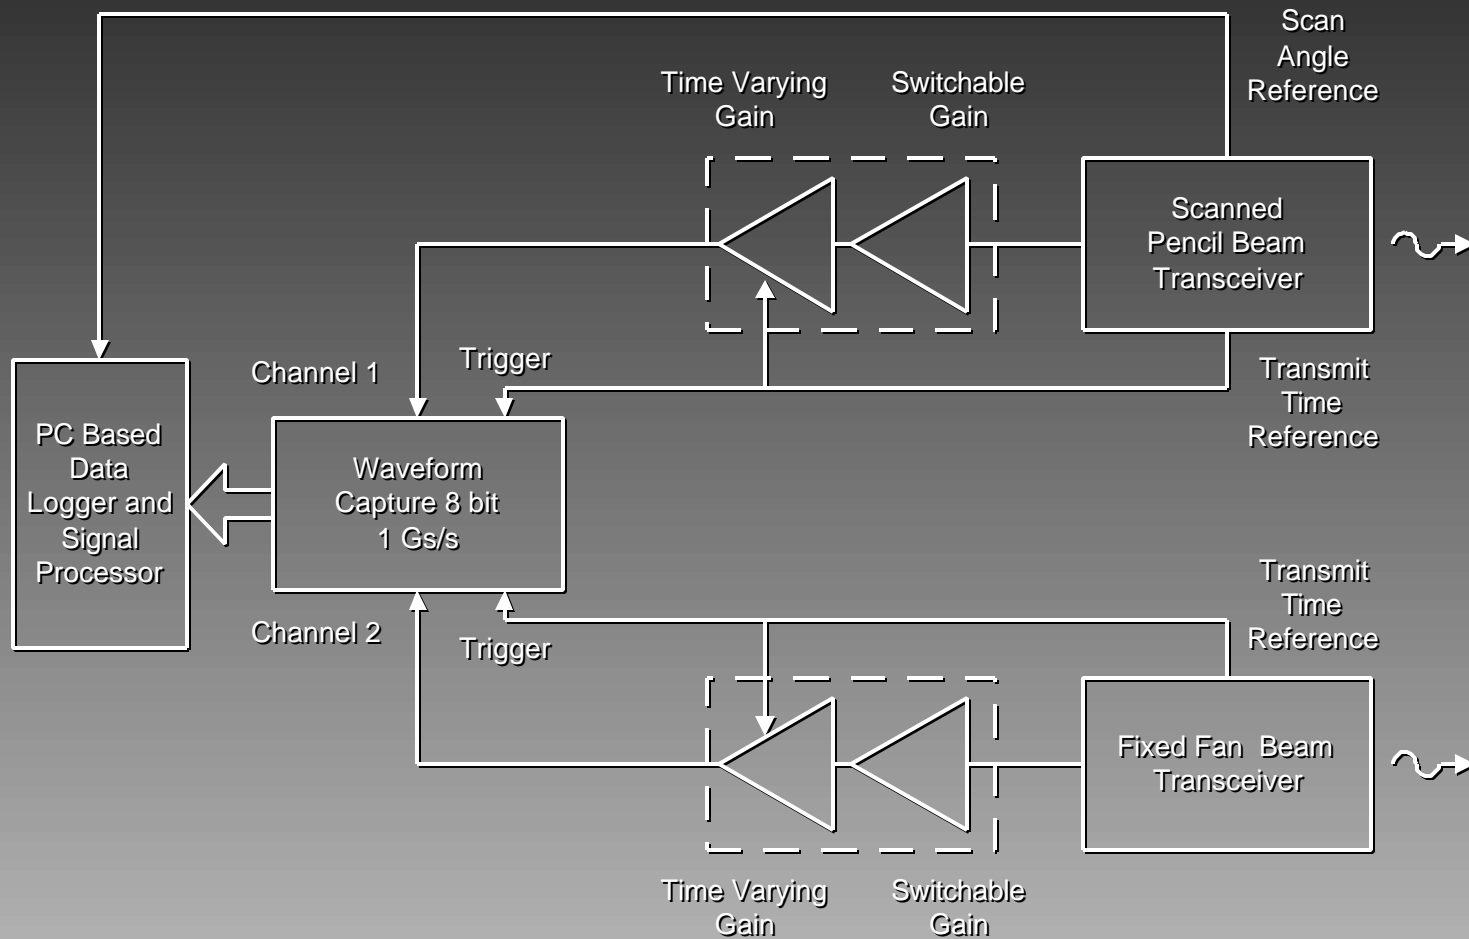 Scan
Angle
Reference
Time Varying
Gain
Switchable
Gain
Scanned
Pencil Beam
Transceiver
Channel 1
Trigger
Transmit
Time
Reference
PC Based
Data
Logger and
Signal
Processor
Waveform
Capture 8 bit
1 Gs/s
Transmit
Time
Reference
Channel 2
Trigger
Fixed Fan  Beam
Transceiver
Time Varying
Gain
Switchable
Gain